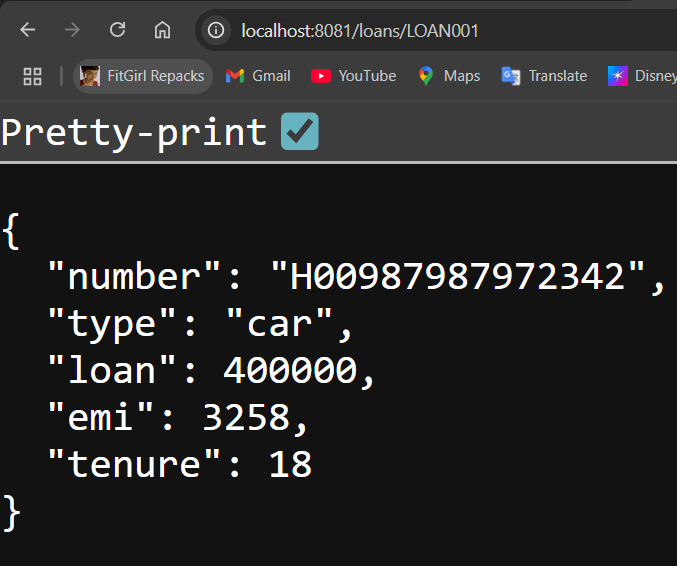 localhost:8081/loans/LOAN001
FitGirl Repacks Gmail YouTube Maps Translate Disney
Pretty-print
{
"number": "H00987987972342",
"type": "car",
"loan": 400000,
"emi": 3258,
"tenure": 18
}